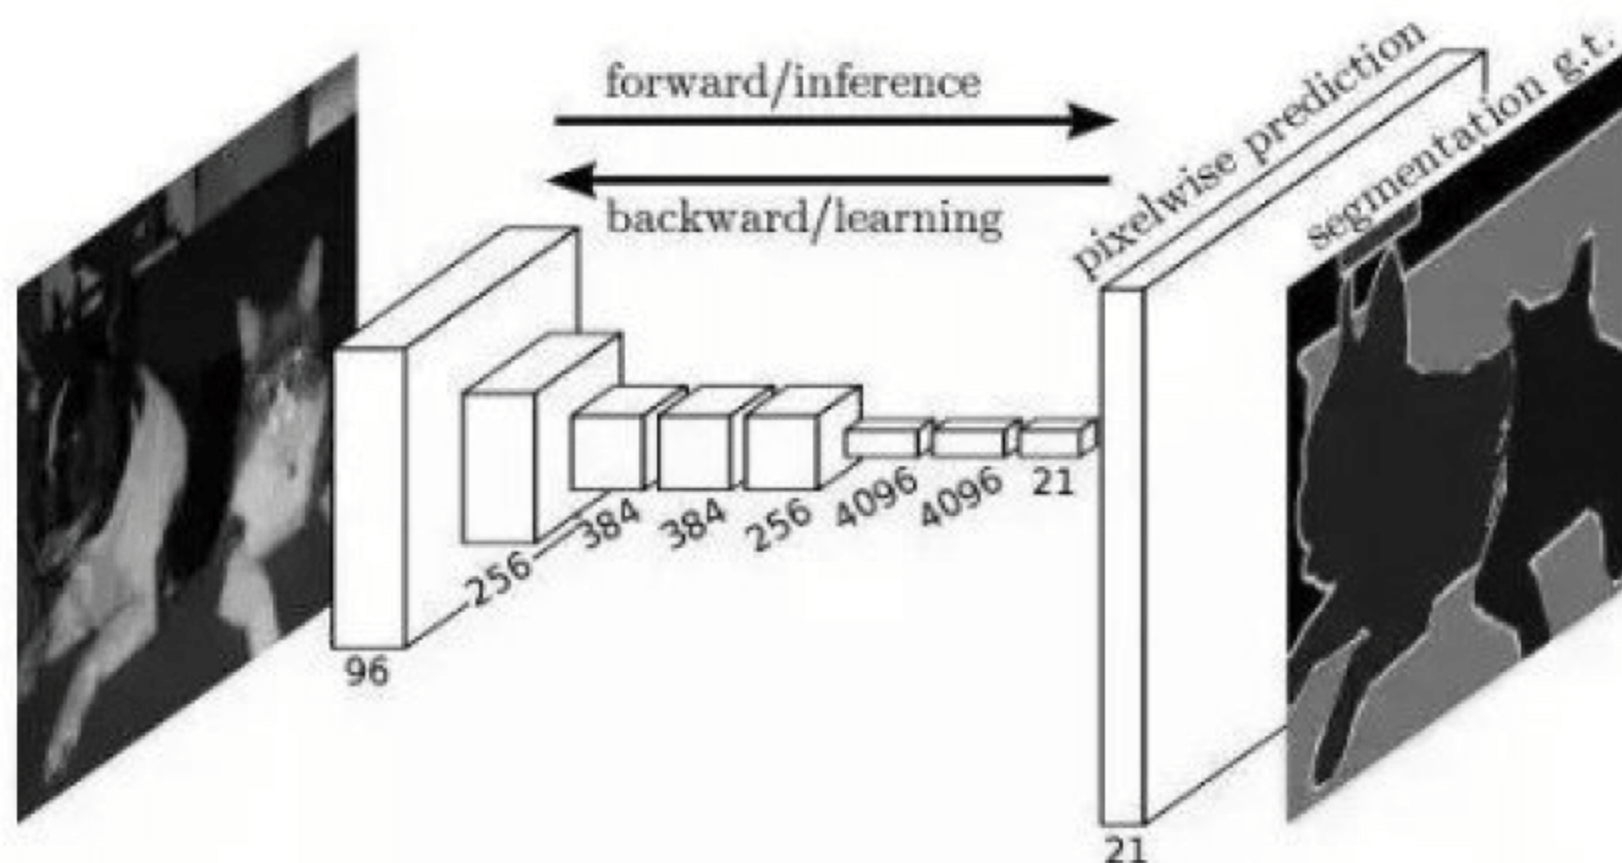 forward/inference
backward/learning
pixelwise prediction
segmentation g.t.
96
256
384
384
256
4096
4096
21
21